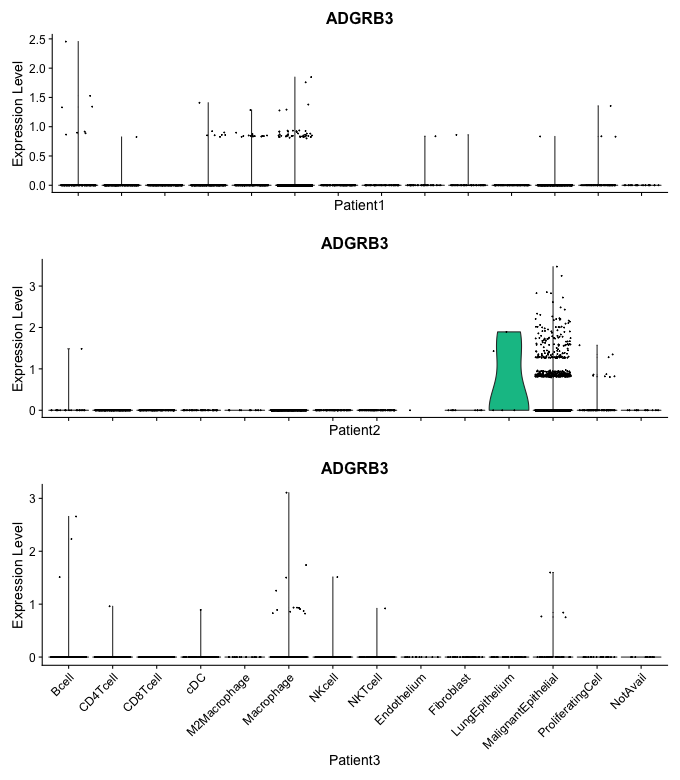 ADGRB3
Expression Level
2.5
2.0
1.5
1.0
0.5
0.0
Patient1
ADGRB3
Expression Level
3
2
1
0
Patient2
ADGRB3
Expression Level
3
2
1
0
Bcell
CD4Tcell
CD8Tcell
cDC
M2Macrophage
Macrophage
NKcell
NKTcell
Endothelium
Fibroblast
LungEpithelium
MalignantEpithelial
ProliferatingCell
NotAvail
Patient3